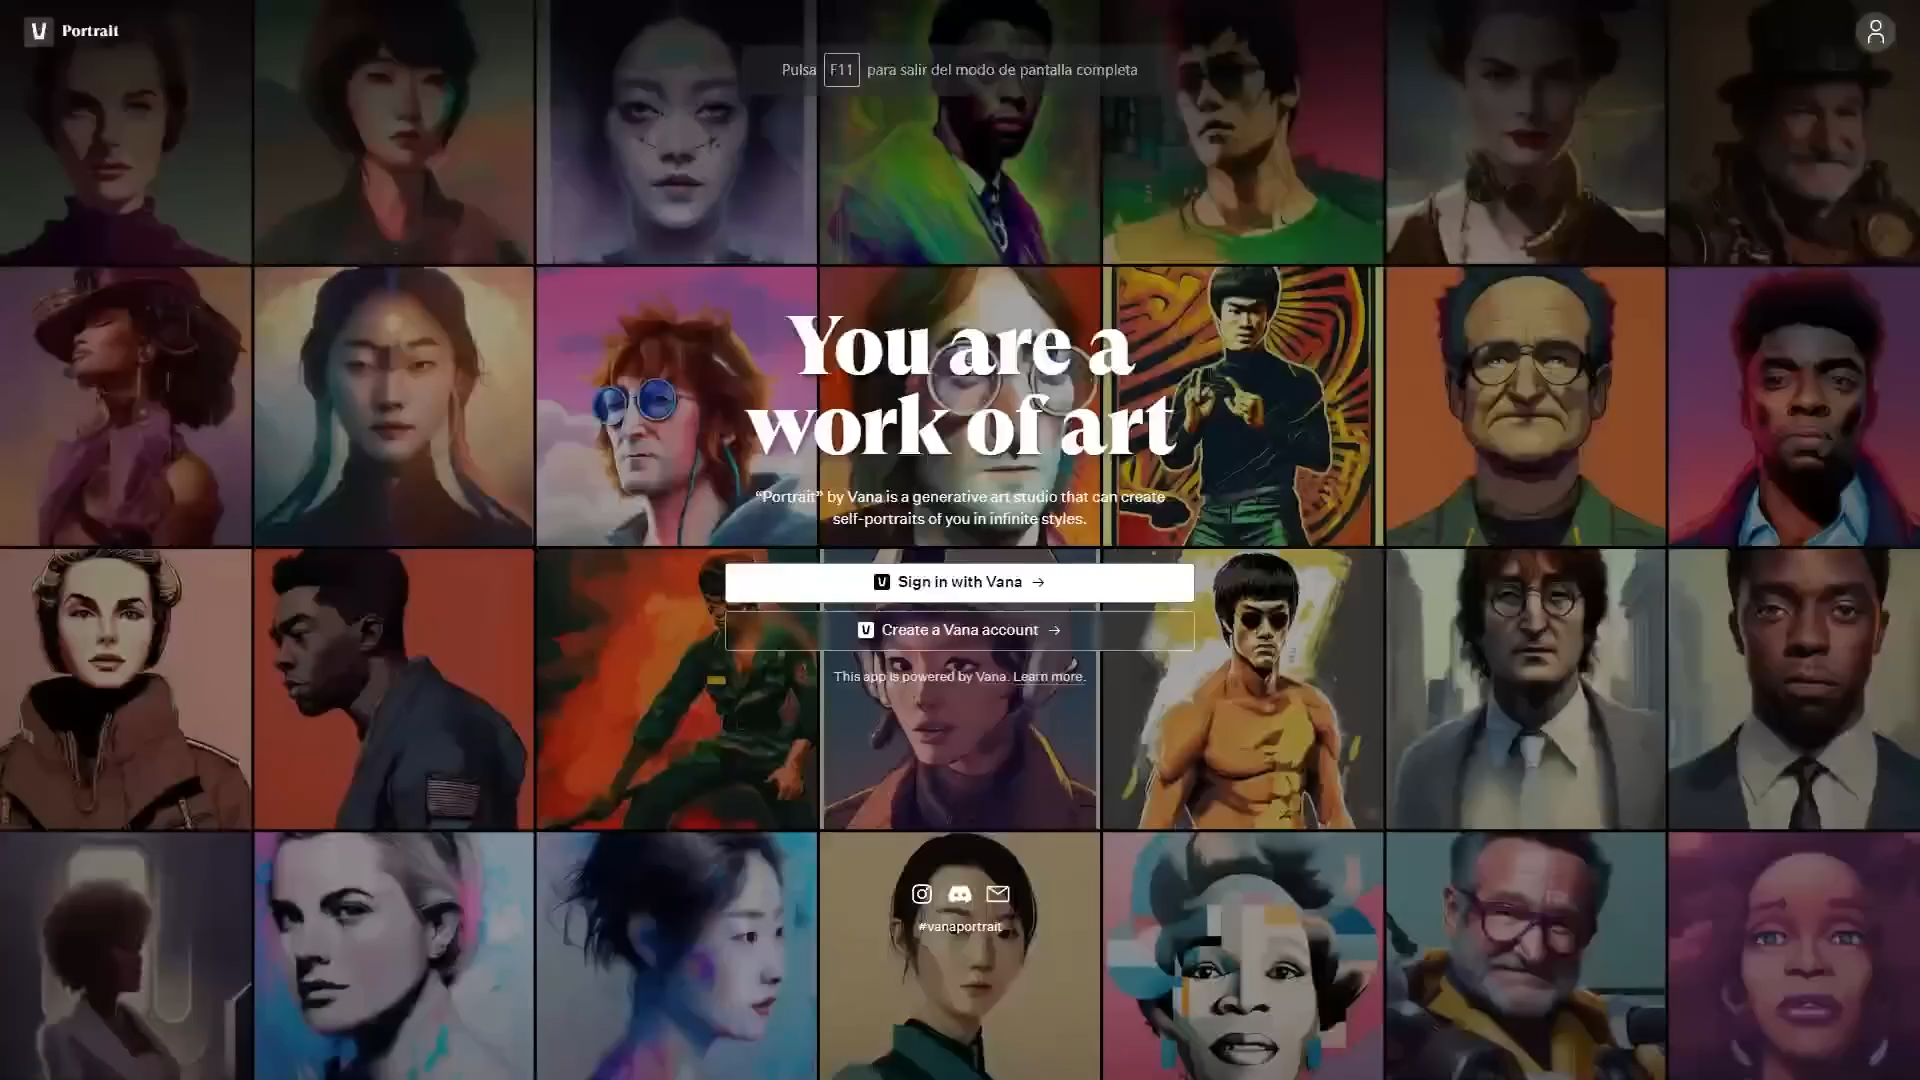 Portrait
Pulsa F11 para salir del modo de pantalla completa
You are a
work of art
“Portrait” by Vana is a generative art studio that can create
self-portraits of you in infinite styles.
Sign in with Vana →
Create a Vana account →
This app is powered by Vana. Learn more.
#vanaportrait